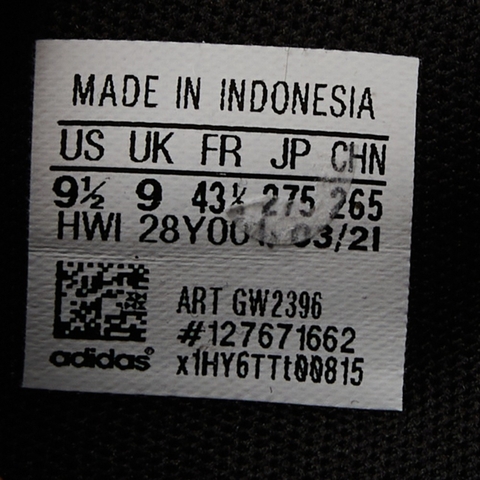 MADE IN INDONESIA
US UK FR JP CHN
9½ 9 43⅓ 275 265
HWI 03/21
ART GW2396
#127671662
adidas® x1HY6TTt00815